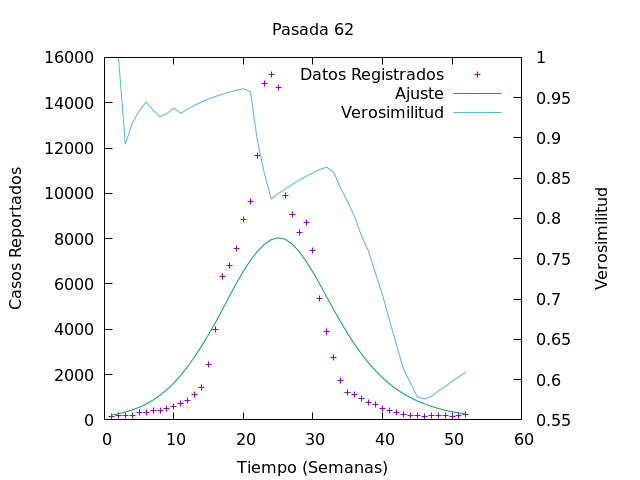 Pasada 62
16000
14000
12000
10000
8000
6000
4000
2000
0
1
0.95
0.9
0.85
0.8
0.75
0.7
0.65
0.6
0.55
Datos Registrados
Ajuste
Verosimilitud
Casos Reportados
Verosimilitud
0 10 20 30 40 50 60
Tiempo (Semanas)